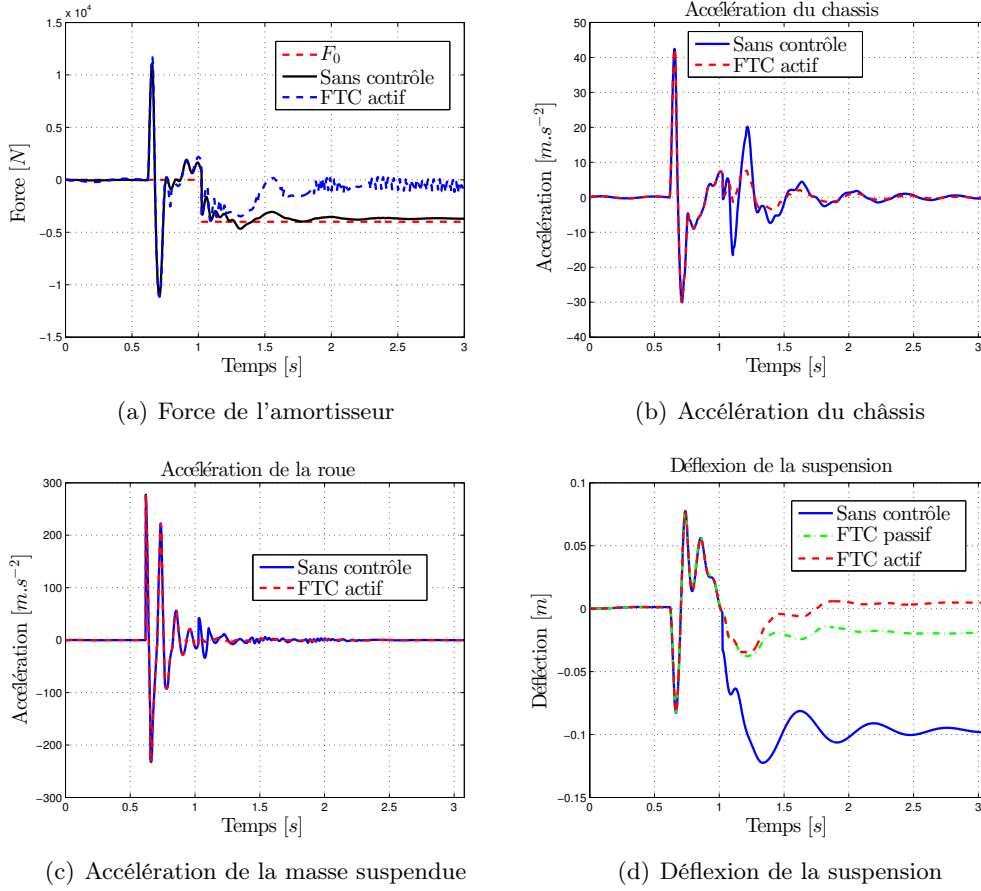 x 10⁴
1.5
1
0.5
0
−0.5
−1
−1.5
Force [N]
F₀
Sans contrôle
FTC actif
0 0.5 1 1.5 2 2.5 3
Temps [s]
(a) Force de l'amortisseur
Accélération du chassis
50
40
30
20
10
0
−10
−20
−30
−40
Accélération [m.s⁻²]
Sans contrôle
FTC actif
0 0.5 1 1.5 2 2.5 3
Temps [s]
(b) Accélération du châssis
Accélération de la roue
300
200
100
0
−100
−200
−300
Accélération [m.s⁻²]
Sans contrôle
FTC actif
0 0.5 1 1.5 2 2.5 3
Temps [s]
(c) Accélération de la masse suspendue
Déflexion de la suspension
0.1
0.05
0
−0.05
−0.1
−0.15
Défléction [m]
Sans contrôle
FTC passif
FTC actif
0 0.5 1 1.5 2 2.5 3
Temps [s]
(d) Déflexion de la suspension